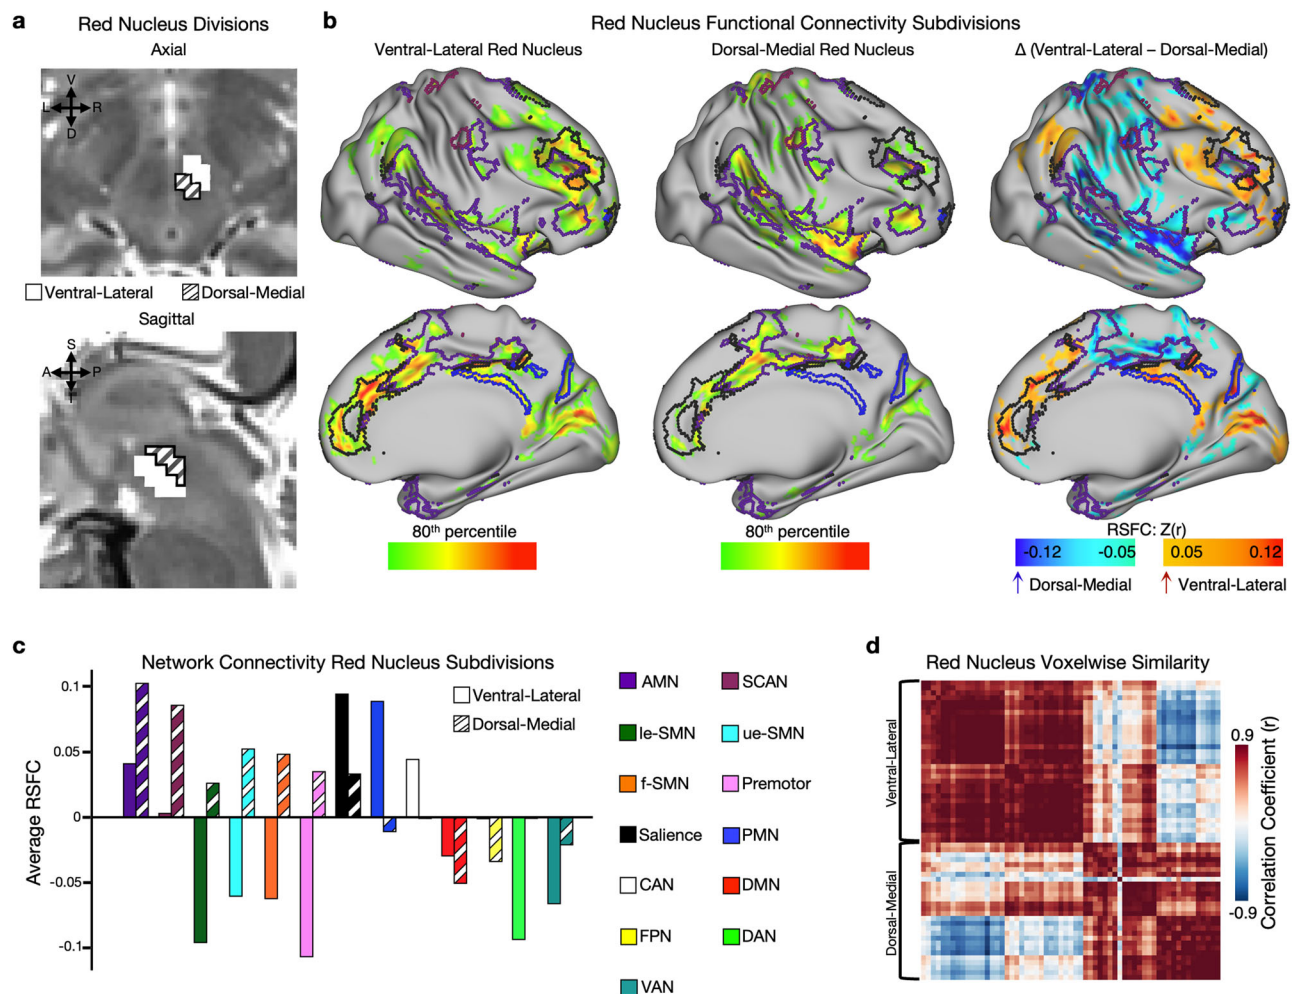 a
Red Nucleus Divisions
Axial
V
L R
D
Ventral-Lateral Dorsal-Medial
Sagittal
S
A P
I
b
Red Nucleus Functional Connectivity Subdivisions
Ventral-Lateral Red Nucleus
Dorsal-Medial Red Nucleus
Δ (Ventral-Lateral – Dorsal-Medial)
80th percentile
80th percentile
RSFC: Z(r)
-0.12 -0.05 0.05 0.12
↑ Dorsal-Medial ↑ Ventral-Lateral
c
Network Connectivity Red Nucleus Subdivisions
Ventral-Lateral
Dorsal-Medial
Average RSFC
0.1
0.05
0
-0.05
-0.1
AMN SCAN
le-SMN ue-SMN
f-SMN Premotor
Salience PMN
CAN DMN
FPN DAN
VAN
d
Red Nucleus Voxelwise Similarity
Ventral-Lateral
Dorsal-Medial
0.9
-0.9
Correlation Coefficient (r)